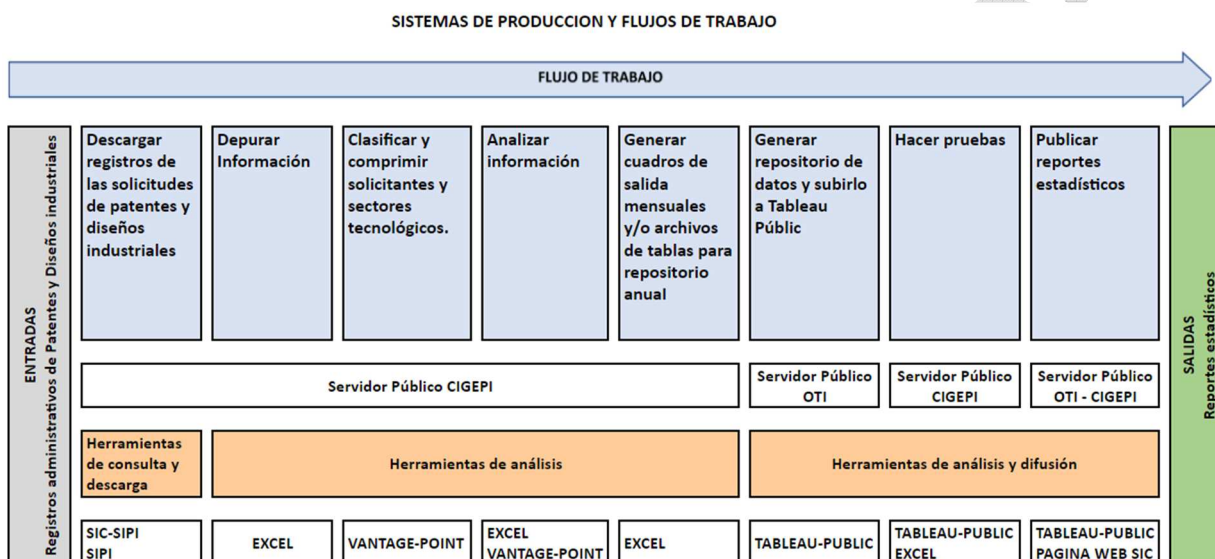 SISTEMAS DE PRODUCCION Y FLUJOS DE TRABAJO
FLUJO DE TRABAJO
ENTRADAS
Registros administrativos de Patentes y Diseños industriales
Descargar
registros de
las solicitudes
de patentes y
diseños
industriales
Depurar
Información
Clasificar y
comprimir
solicitantes y
sectores
tecnológicos.
Analizar
información
Generar
cuadros de
salida
mensuales
y/o archivos
de tablas para
repositorio
anual
Generar
repositorio de
datos y subirlo
a Tableau
Públic
Hacer pruebas
Publicar
reportes
estadísticos
SALIDAS
Reportes estadísticos
Servidor Público CIGEPI
Servidor Público
OTI
Servidor Público
CIGEPI
Servidor Público
OTI - CIGEPI
Herramientas
de consulta y
descarga
Herramientas de análisis
Herramientas de análisis y difusión
SIC-SIPI
SIPI
EXCEL
VANTAGE-POINT
EXCEL
VANTAGE-POINT
EXCEL
TABLEAU-PUBLIC
TABLEAU-PUBLIC
EXCEL
TABLEAU-PUBLIC
PAGINA WEB SIC